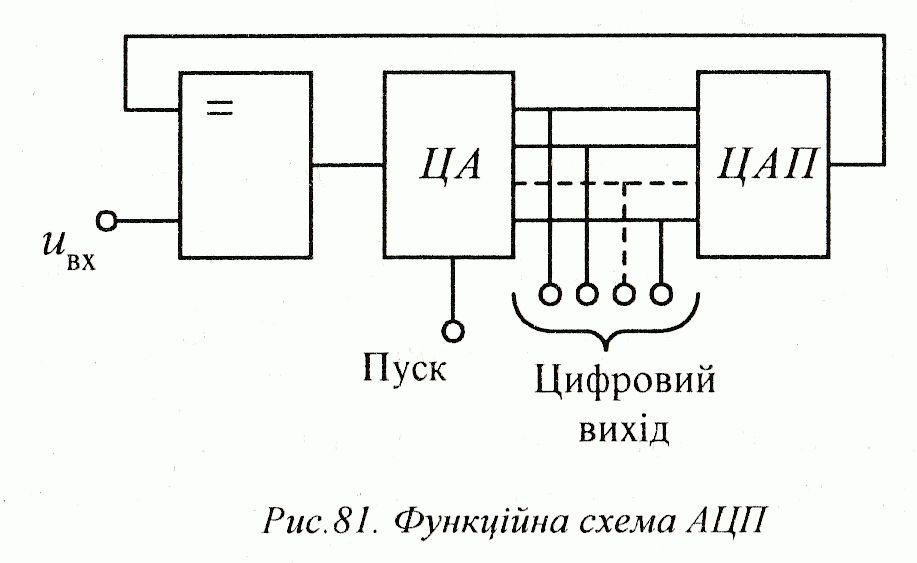 =
ЦА
ЦАП
uвх
Пуск
Цифровий
вихід
Рис.81. Функційна схема АЦП